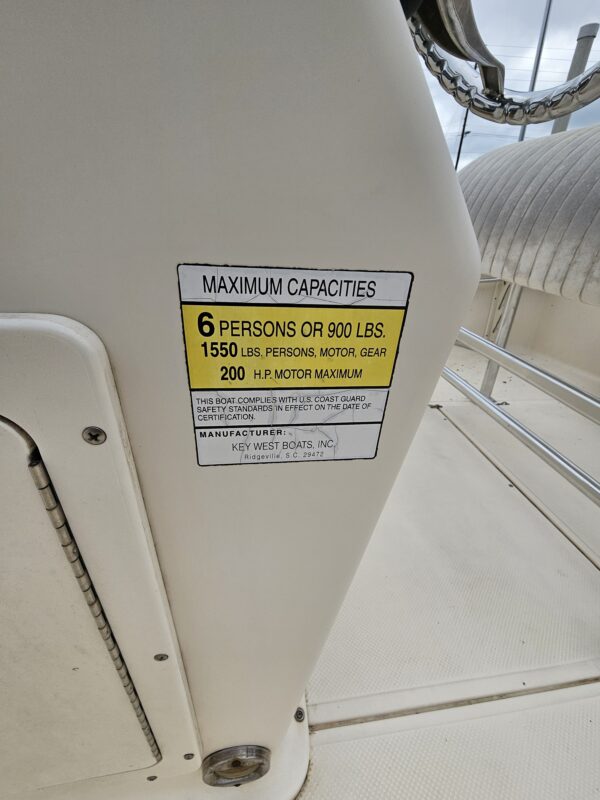 MAXIMUM CAPACITIES
6 PERSONS OR 900 LBS.
1550 LBS, PERSONS, MOTOR, GEAR
200 H.P. MOTOR MAXIMUM
THIS BOAT COMPLIES WITH U.S. COAST GUARD
SAFETY STANDARDS IN EFFECT ON THE DATE OF
CERTIFICATION.
MANUFACTURER:
KEY WEST BOATS, INC.
Ridgeville, S.C. 29472